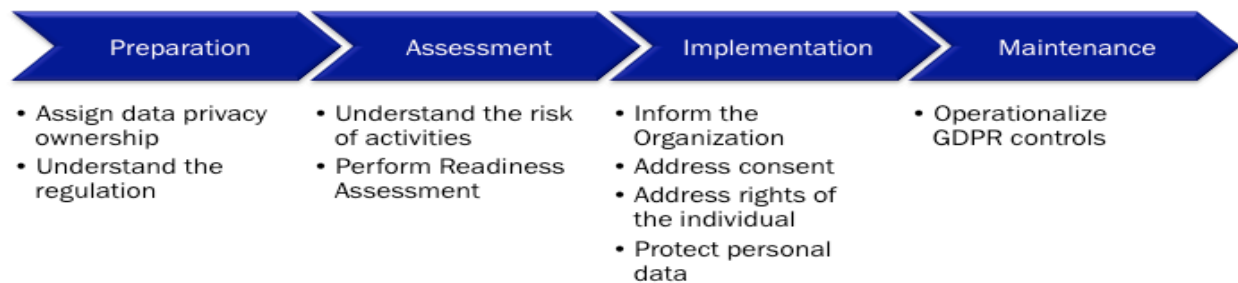 Preparation
Assessment
Implementation
Maintenance
• Assign data privacy
ownership
• Understand the
regulation
• Understand the risk
of activities
• Perform Readiness
Assessment
• Inform the
Organization
• Address consent
• Address rights of
the individual
• Protect personal
data
• Operationalize
GDPR controls